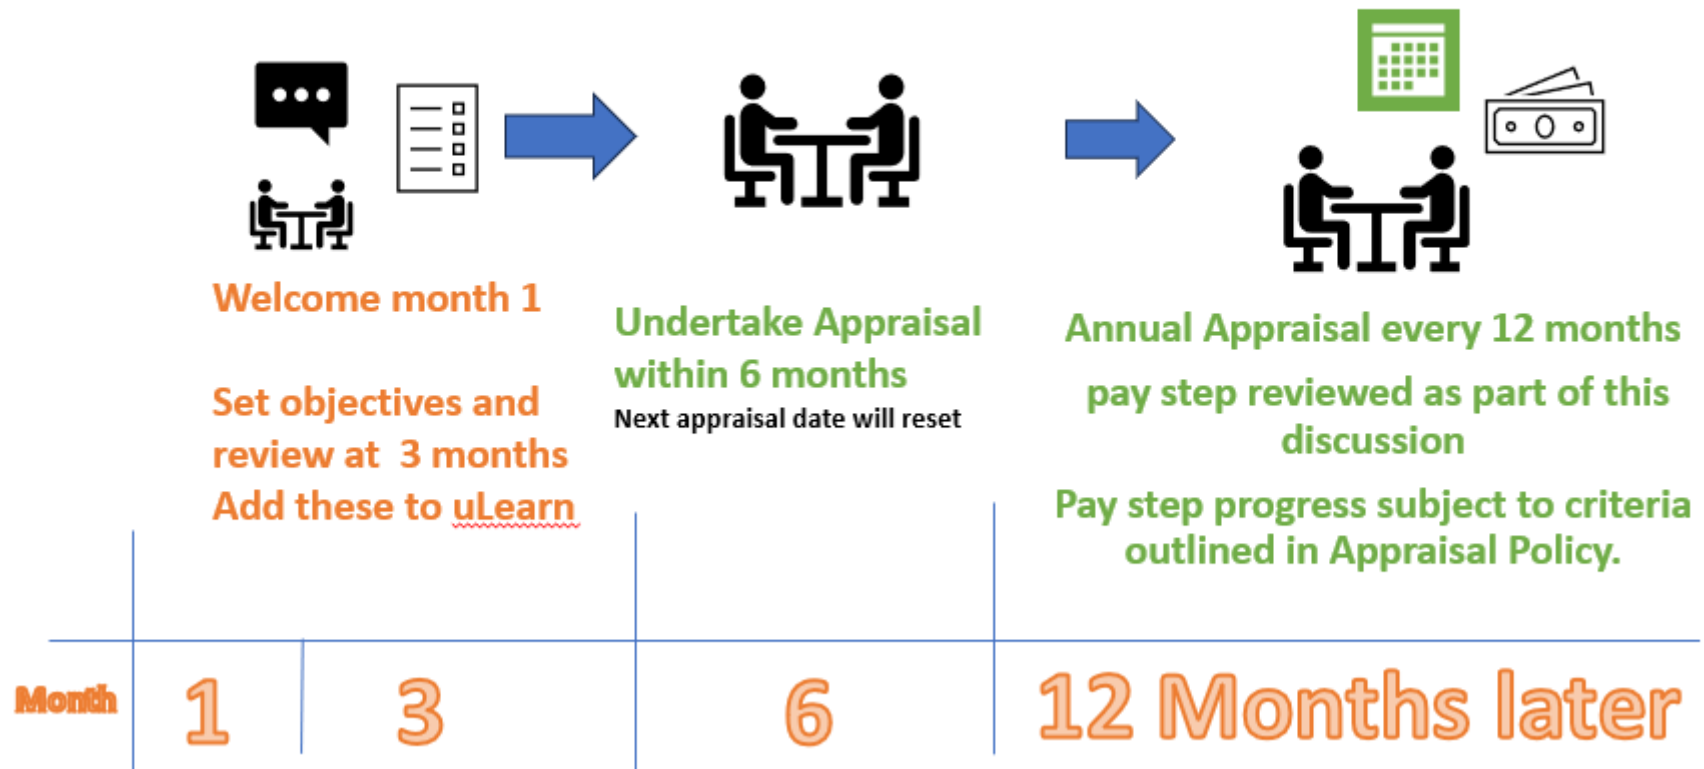 Welcome month 1
Set objectives and
review at 3 months
Add these to uLearn
Undertake Appraisal
within 6 months
Next appraisal date will reset
Annual Appraisal every 12 months
pay step reviewed as part of this
discussion
Pay step progress subject to criteria
outlined in Appraisal Policy.
Month
1
3
6
12 Months later